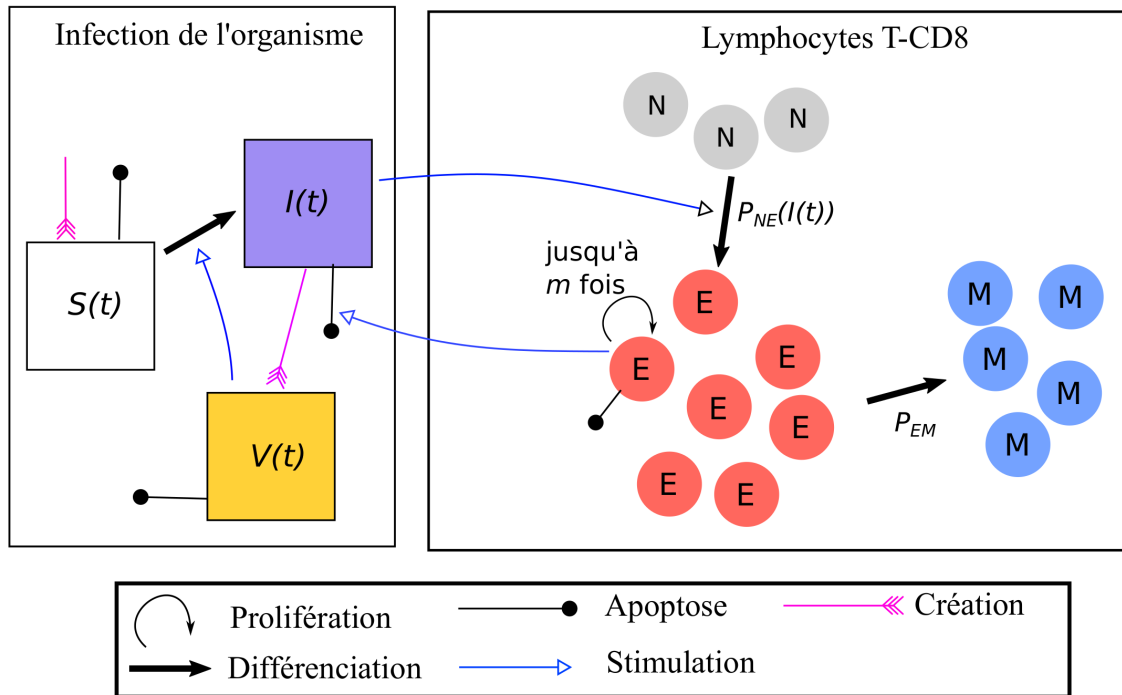 Infection de l'organisme
S(t)
I(t)
V(t)
Lymphocytes T-CD8
N
N
N
P_NE(I(t))
jusqu'à
m fois
E
E
E
E
E
E
E
P_EM
M
M
M
M
M
Prolifération
Apoptose
Création
Différenciation
Stimulation